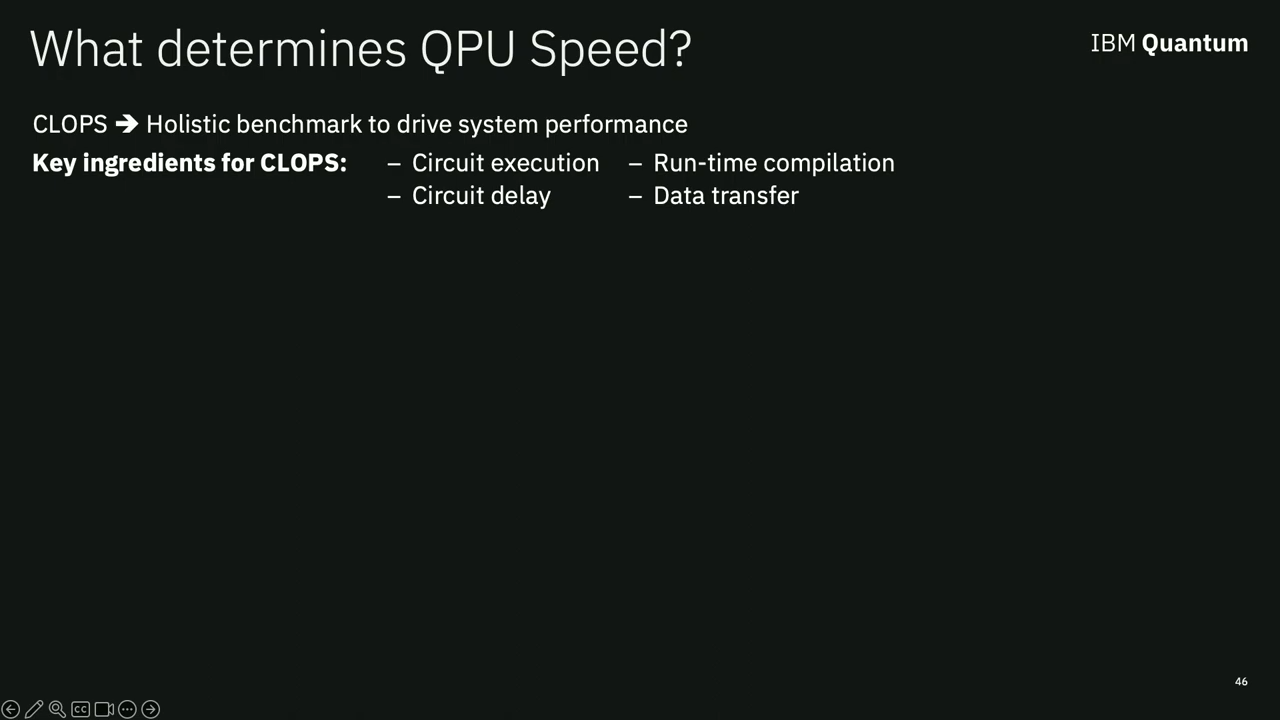 What determines QPU Speed?
IBM Quantum
CLOPS ➔ Holistic benchmark to drive system performance
Key ingredients for CLOPS: – Circuit execution – Run-time compilation
– Circuit delay – Data transfer
46
CC